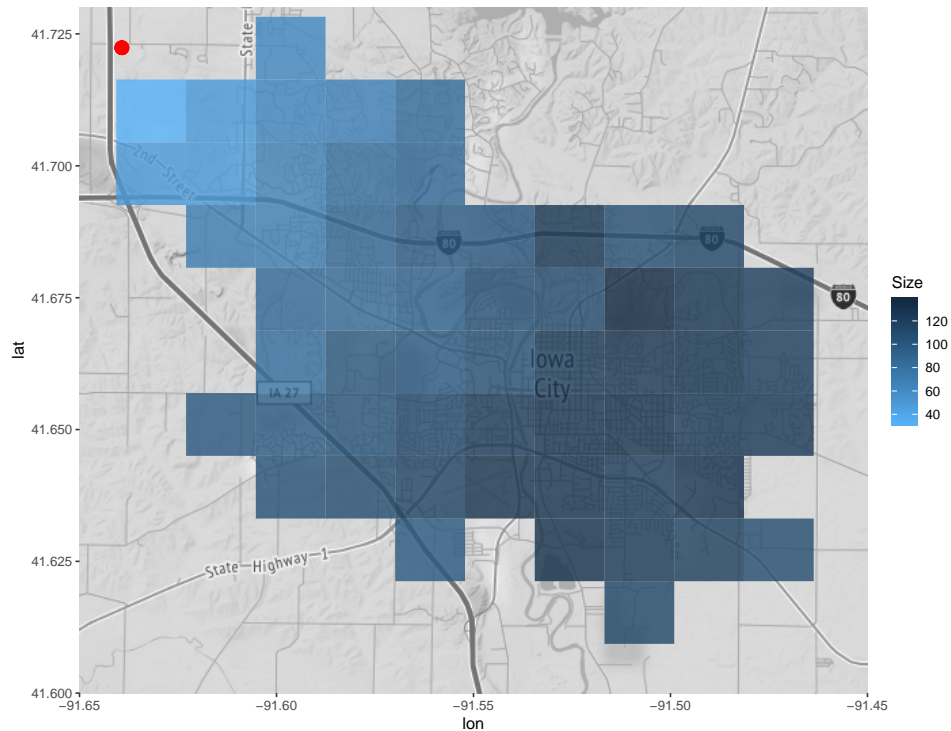 41.725
41.700
41.675
41.650
41.625
41.600
lat
State
2nd Street
80
80
80
Iowa
City
IA 27
State Highway 1
−91.65
−91.60
−91.55
−91.50
−91.45
lon
Size
120
100
80
60
40